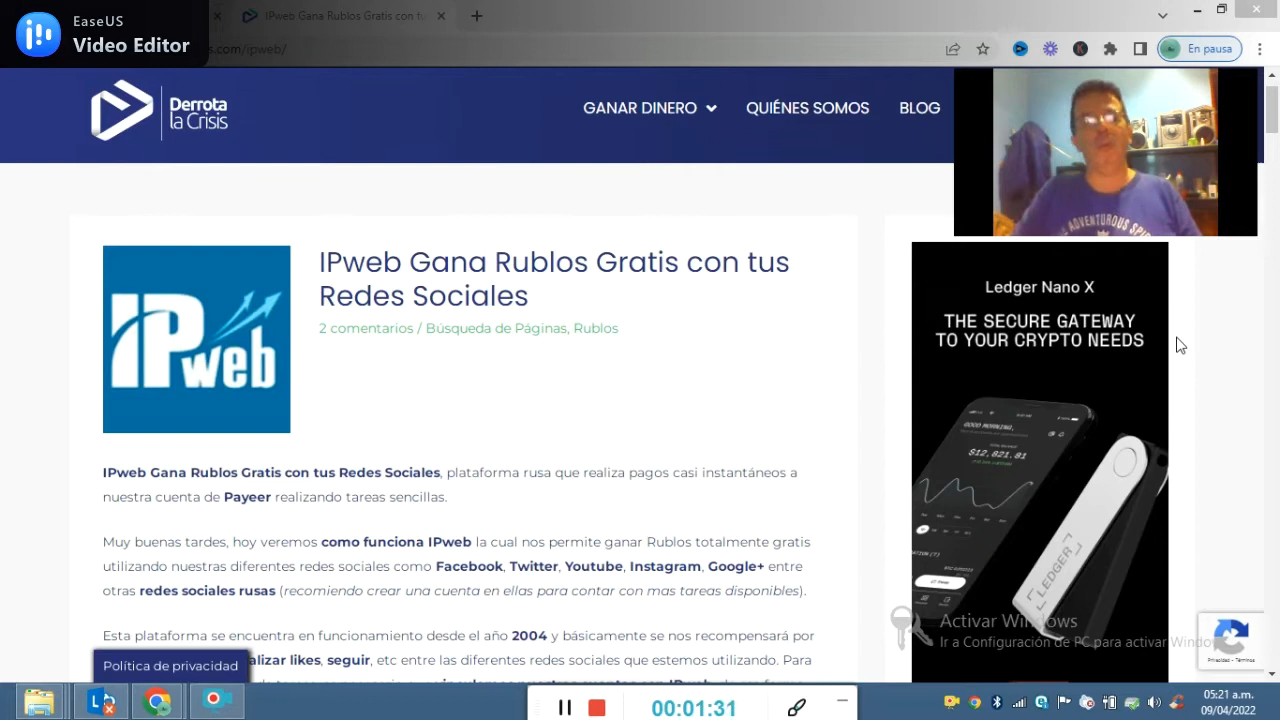 EaseUS
Video Editor
IPweb Gana Rublos Gratis con tu
.com/ipweb/
En pausa
Derrota
la Crisis
GANAR DINERO
QUIÉNES SOMOS
BLOG
ADVENTUROUS
IPweb
IPweb Gana Rublos Gratis con tus
Redes Sociales
2 comentarios / Búsqueda de Páginas, Rublos
IPweb Gana Rublos Gratis con tus Redes Sociales, plataforma rusa que realiza pagos casi instantáneos a
nuestra cuenta de Payeer realizando tareas sencillas.
Muy buenas tardes, hoy veremos como funciona IPweb la cual nos permite ganar Rublos totalmente gratis
utilizando nuestras diferentes redes sociales como Facebook, Twitter, Youtube, Instagram, Google+ entre
otras redes sociales rusas (recomiendo crear una cuenta en ellas para contar con mas tareas disponibles).
Esta plataforma se encuentra en funcionamiento desde el año 2004 y básicamente se nos recompensará por
alizar likes, seguir, etc entre las diferentes redes sociales que estemos utilizando. Para
Política de privacidad
Ledger Nano X
THE SECURE GATEWAY
TO YOUR CRYPTO NEEDS
GOOD MORNING,
$12,821.81
LEDGER
Activar Windows
Ir a Configuración de PC para activar Windo
Privacidad - Términos
00:01:31
05:21 a.m.
09/04/2022